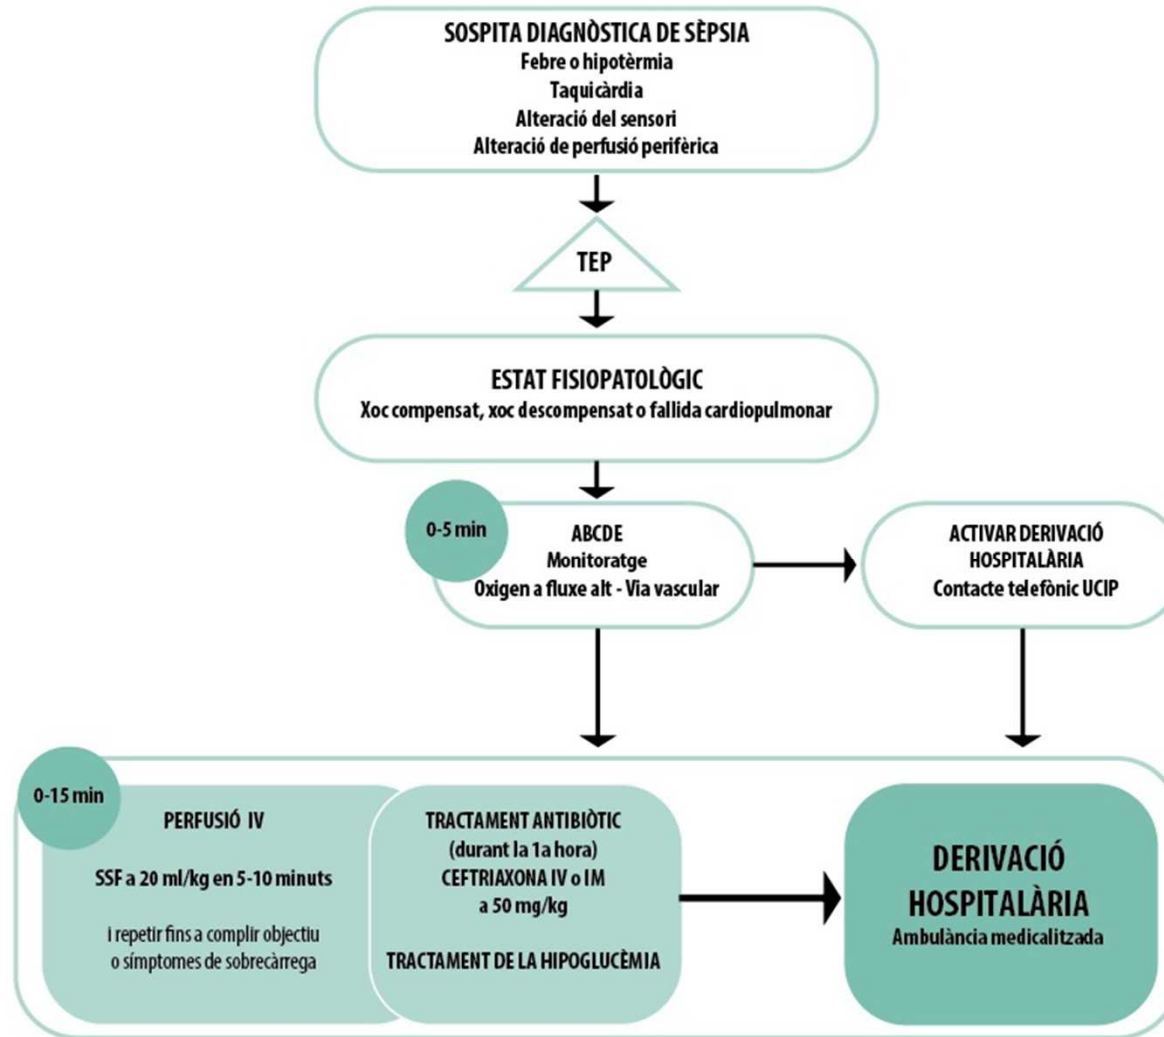 SOSPITA DIAGNÒSTICA DE SÈPSIA
Febre o hipotèrmia
Taquicàrdia
Alteració del sensori
Alteració de perfusió perifèrica
TEP
ESTAT FISIOPATOLÒGIC
Xoc compensat, xoc descompensat o fallida cardiopulmonar
0-5 min
ABCDE
Monitoratge
Oxigen a fluxe alt - Via vascular
ACTIVAR DERIVACIÓ
HOSPITALÀRIA
Contacte telefònic UCIP
0-15 min
PERFUSIÓ IV
SSF a 20 ml/kg en 5-10 minuts
i repetir fins a complir objectiu
o símptomes de sobrecàrrega
TRACTAMENT ANTIBIÒTIC
(durant la 1a hora)
CEFTRIAXONA IV o IM
a 50 mg/kg
TRACTAMENT DE LA HIPOGLUCÈMIA
DERIVACIÓ
HOSPITALÀRIA
Ambulància medicalitzada